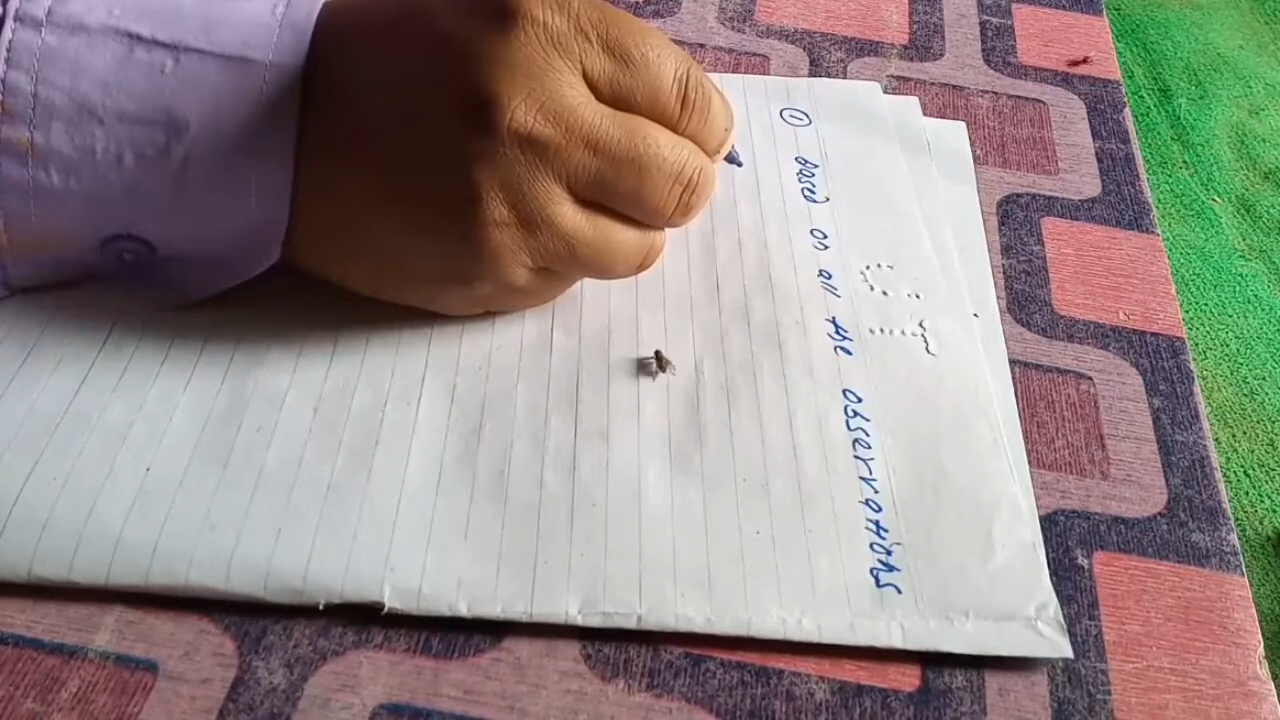 ① Based on all the observations